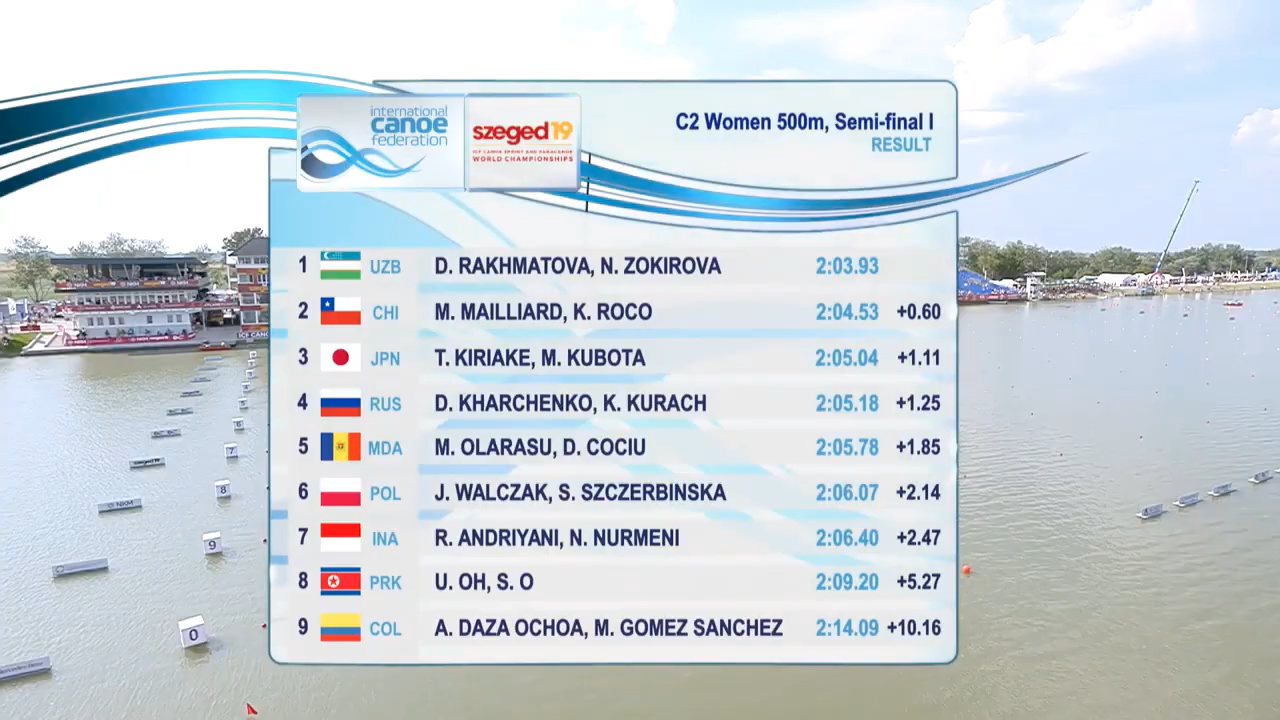 international
canoe
federation
szeged19
ICF CANOE SPRINT AND PARACANOE
WORLD CHAMPIONSHIPS
C2 Women 500m, Semi-final I
RESULT
1 UZB D. RAKHMATOVA, N. ZOKIROVA 2:03.93
2 CHI M. MAILLIARD, K. ROCO 2:04.53 +0.60
3 JPN T. KIRIAKE, M. KUBOTA 2:05.04 +1.11
4 RUS D. KHARCHENKO, K. KURACH 2:05.18 +1.25
5 MDA M. OLARASU, D. COCIU 2:05.78 +1.85
6 POL J. WALCZAK, S. SZCZERBINSKA 2:06.07 +2.14
7 INA R. ANDRIYANI, N. NURMENI 2:06.40 +2.47
8 PRK U. OH, S. O 2:09.20 +5.27
9 COL A. DAZA OCHOA, M. GOMEZ SANCHEZ 2:14.09 +10.16
ICF CANO
7
8
NKM
9
0